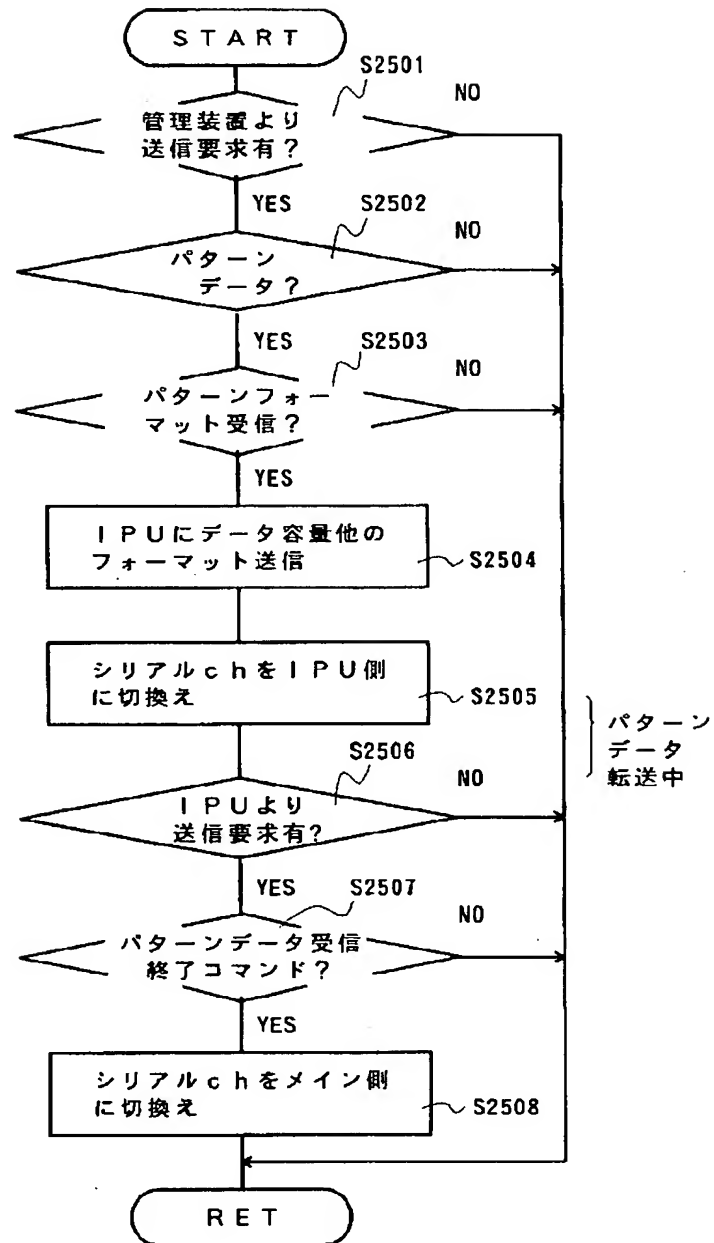 START
S2501
NO
管理装置より
送信要求有?
YES
S2502
NO
パターン
データ?
YES
S2503
NO
パターンフォー
マット受信?
YES
IPUにデータ容量他の
フォーマット送信
S2504
シリアルchをIPU側
に切換え
S2505
パターン
データ
転送中
S2506
NO
IPUより
送信要求有?
YES
S2507
NO
パターンデータ受信
終了コマンド?
YES
シリアルchをメイン側
に切換え
S2508
RET